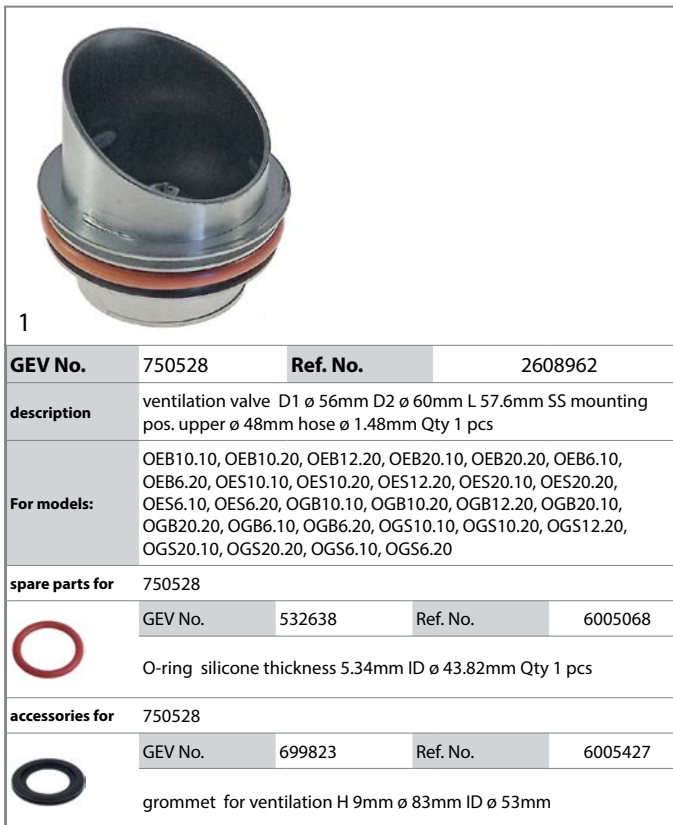 1
GEV No. 750528 Ref. No. 2608962
description ventilation valve D1 ø 56mm D2 ø 60mm L 57.6mm SS mounting
pos. upper ø 48mm hose ø 1.48mm Qty 1 pcs
For models: OEB10.10, OEB10.20, OEB12.20, OEB20.10, OEB20.20, OEB6.10,
OEB6.20, OES10.10, OES10.20, OES12.20, OES20.10, OES20.20,
OES6.10, OES6.20, OGB10.10, OGB10.20, OGB12.20, OGB20.10,
OGB20.20, OGB6.10, OGB6.20, OGS10.10, OGS10.20, OGS12.20,
OGS20.10, OGS20.20, OGS6.10, OGS6.20
spare parts for 750528
GEV No. 532638 Ref. No. 6005068
O-ring silicone thickness 5.34mm ID ø 43.82mm Qty 1 pcs
accessories for 750528
GEV No. 699823 Ref. No. 6005427
grommet for ventilation H 9mm ø 83mm ID ø 53mm